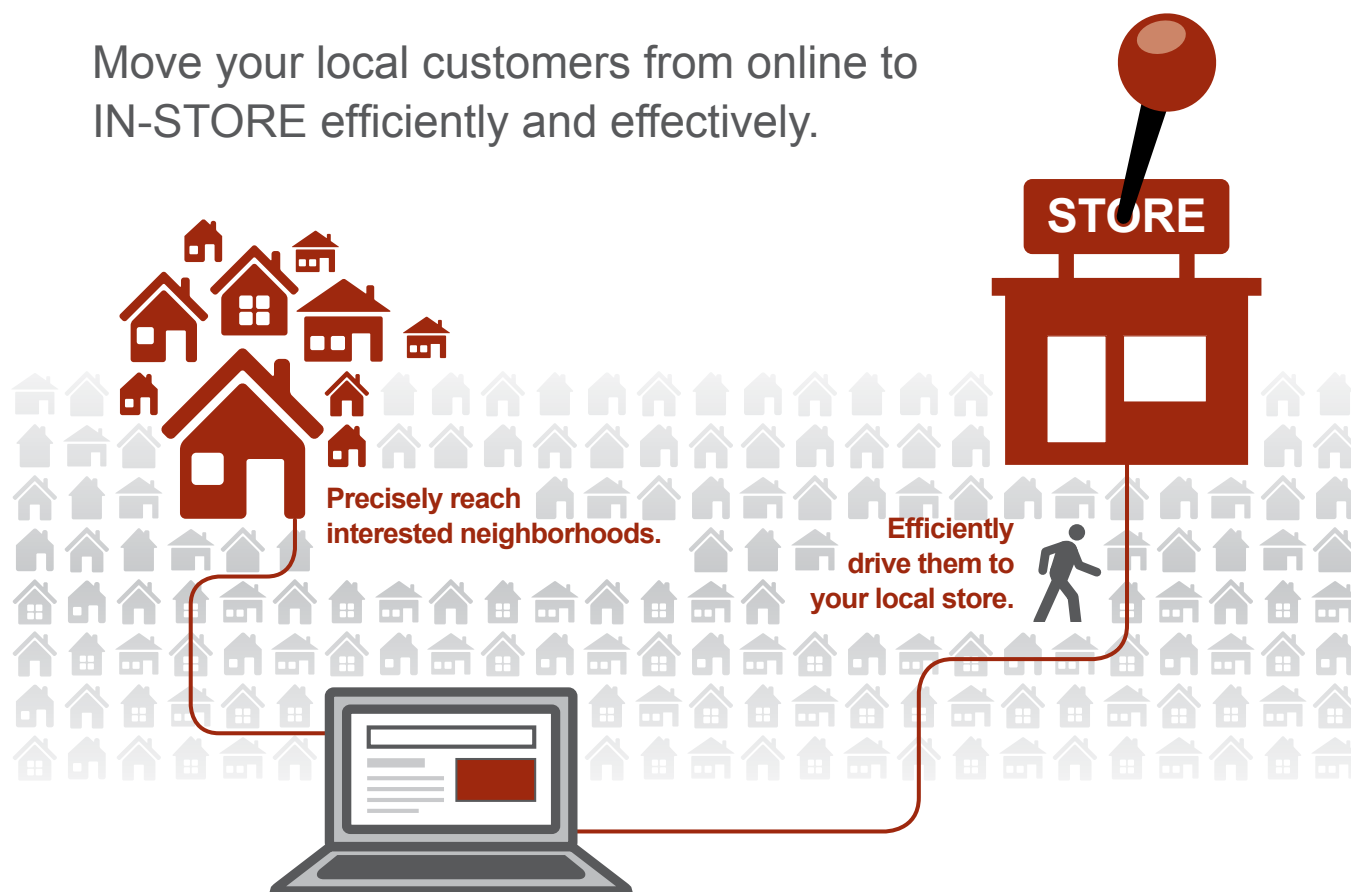 Move your local customers from online to
IN-STORE efficiently and effectively.
STORE
Precisely reach
interested neighborhoods.
Efficiently
drive them to
your local store.